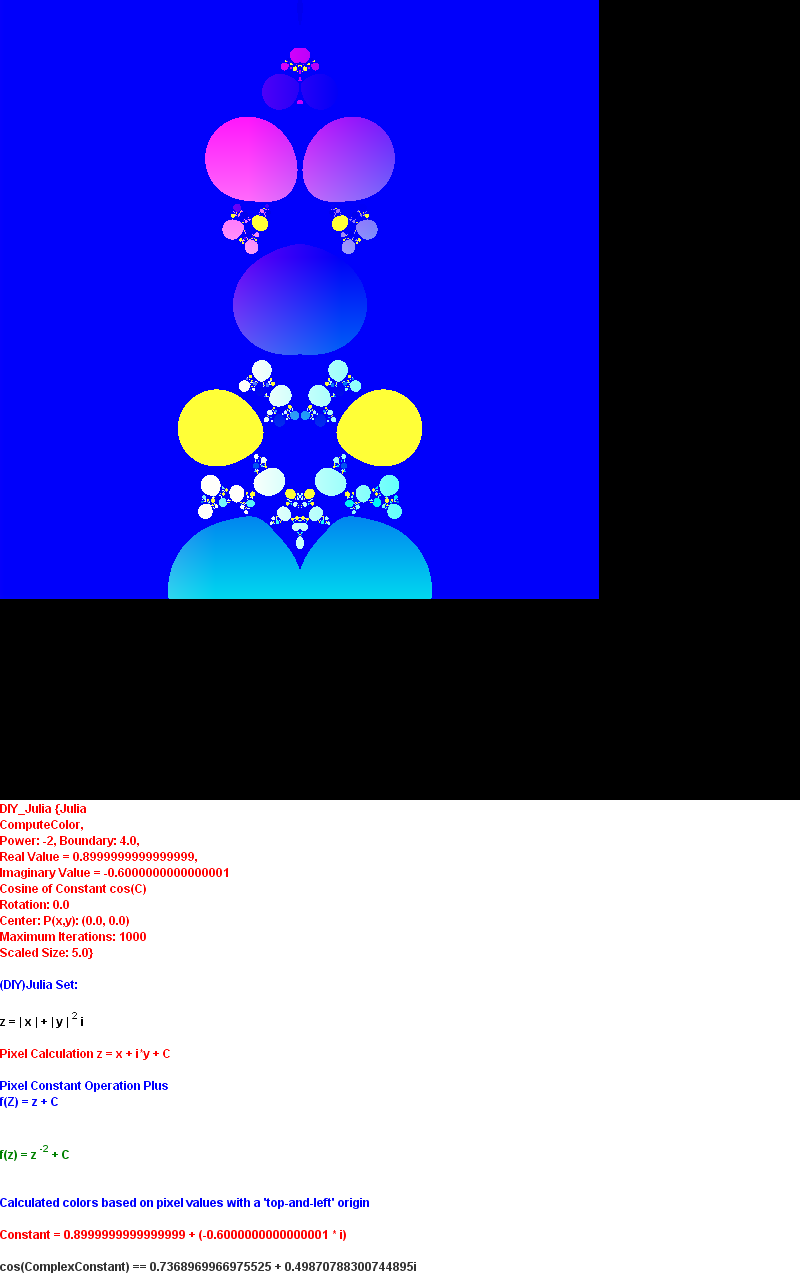 DIY_Julia {Julia
ComputeColor,
Power: -2, Boundary: 4.0,
Real Value = 0.8999999999999999,
Imaginary Value = -0.6000000000000001
Cosine of Constant cos(C)
Rotation: 0.0
Center: P(x,y): (0.0, 0.0)
Maximum Iterations: 1000
Scaled Size: 5.0}
(DIY)Julia Set:
z = | x | + | y | 2 i
Pixel Calculation z = x + i*y + C
Pixel Constant Operation Plus
f(Z) = z + C
f(z) = z -2 + C
Calculated colors based on pixel values with a 'top-and-left' origin
Constant = 0.8999999999999999 + (-0.6000000000000001 * i)
cos(ComplexConstant) == 0.7368969966975525 + 0.49870788300744895i